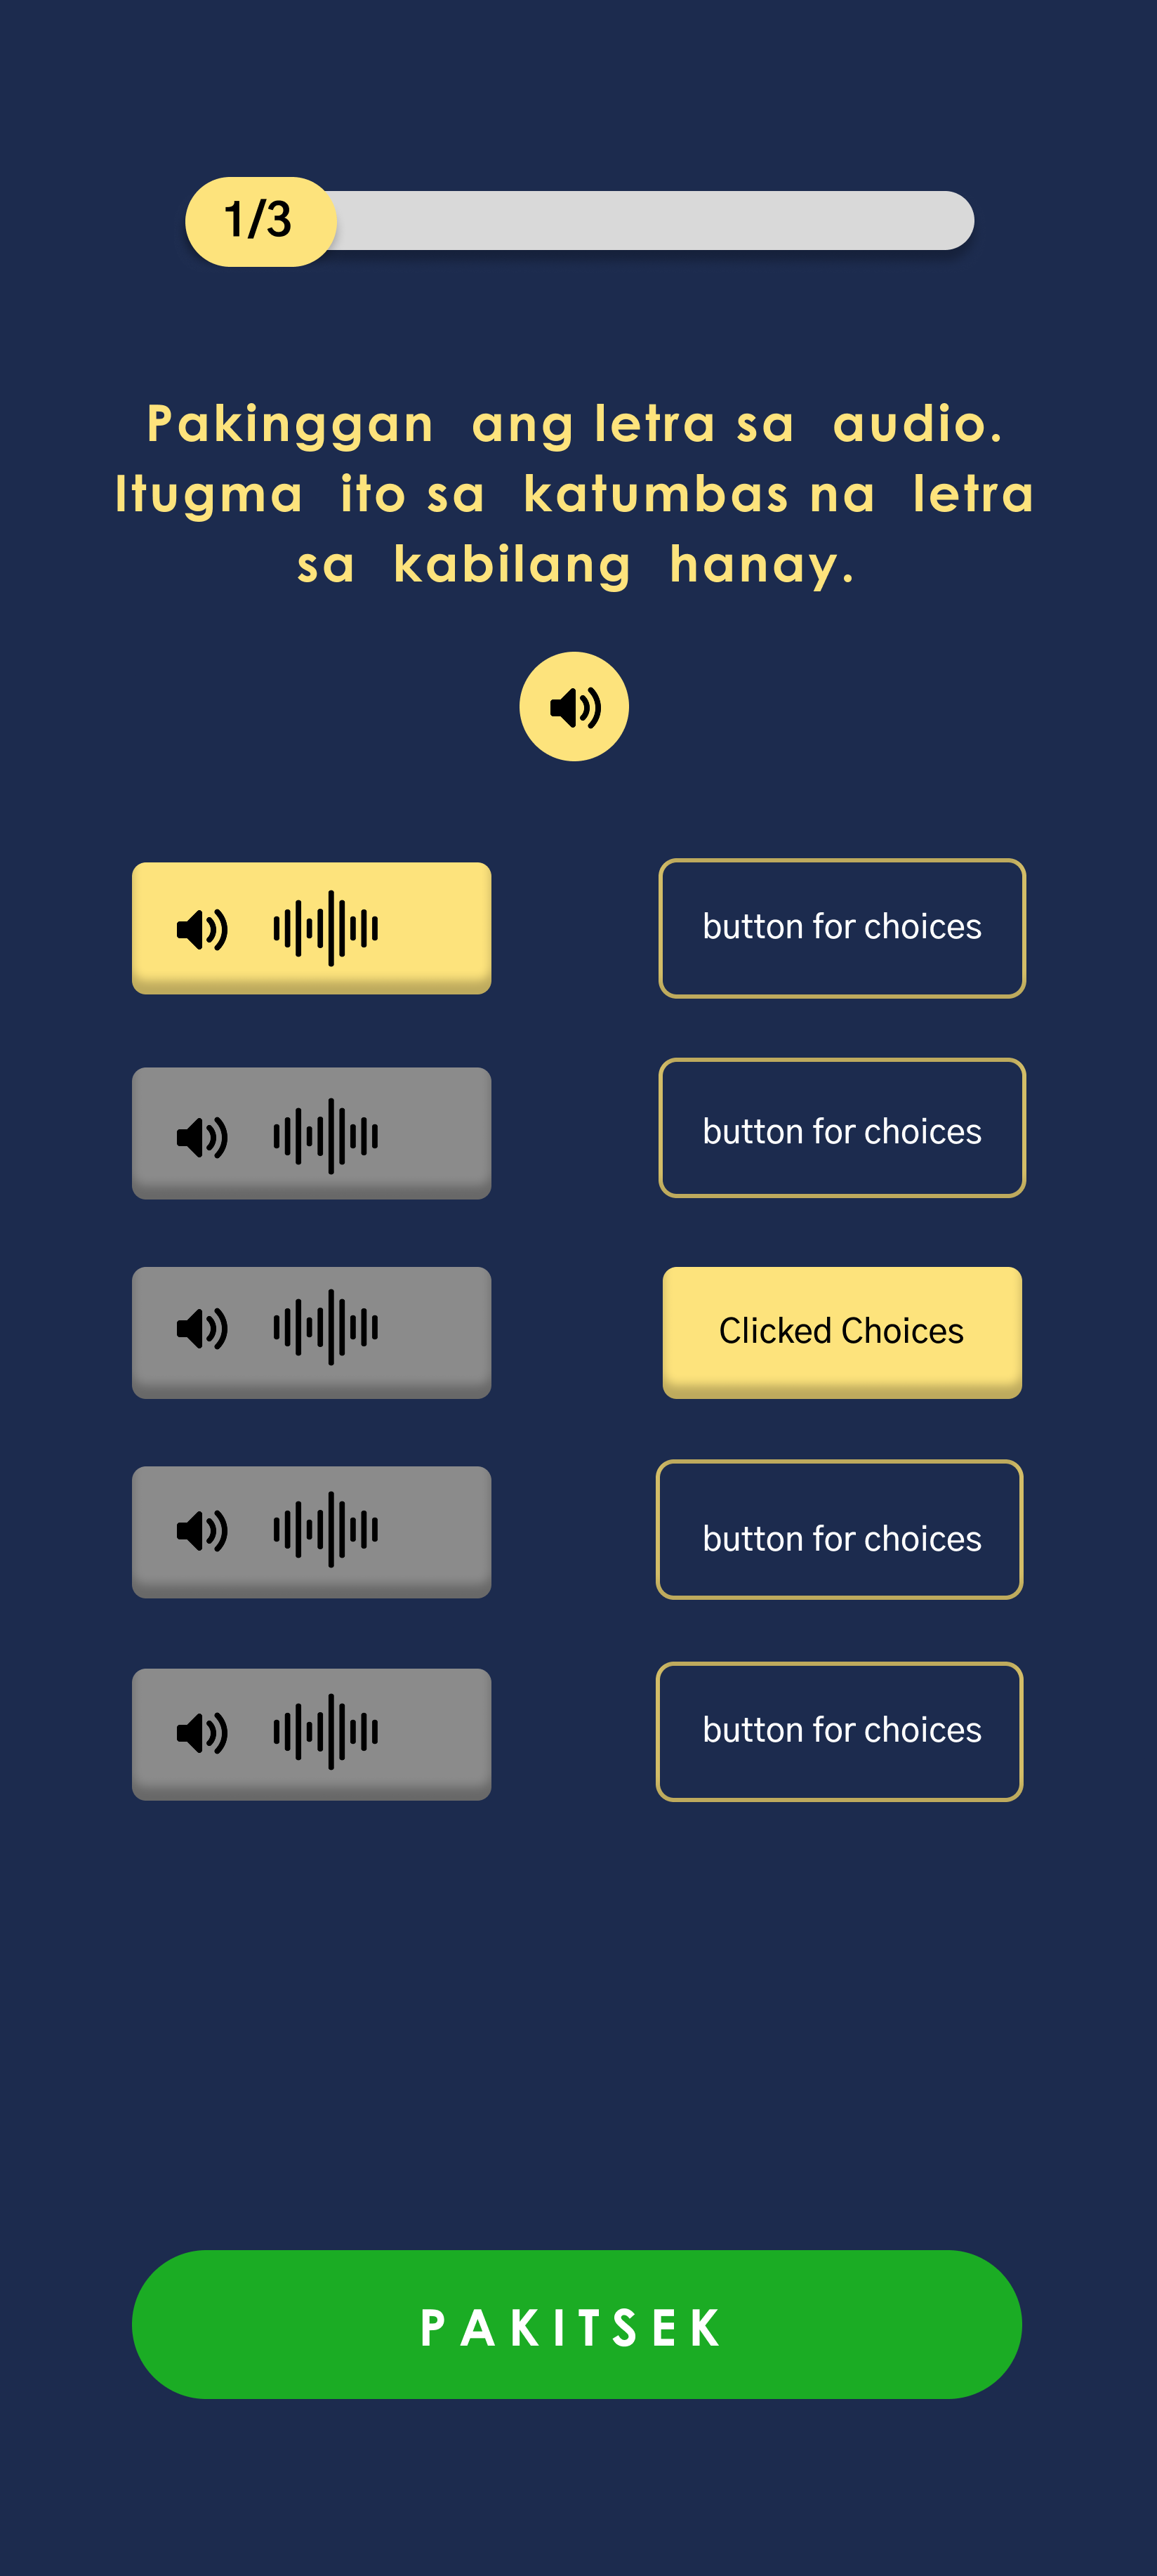 1/3
Pakinggan ang letra sa audio.
Itugma ito sa katumbas na letra
sa kabilang hanay.
button for choices
button for choices
Clicked Choices
button for choices
button for choices
PAKITSEK